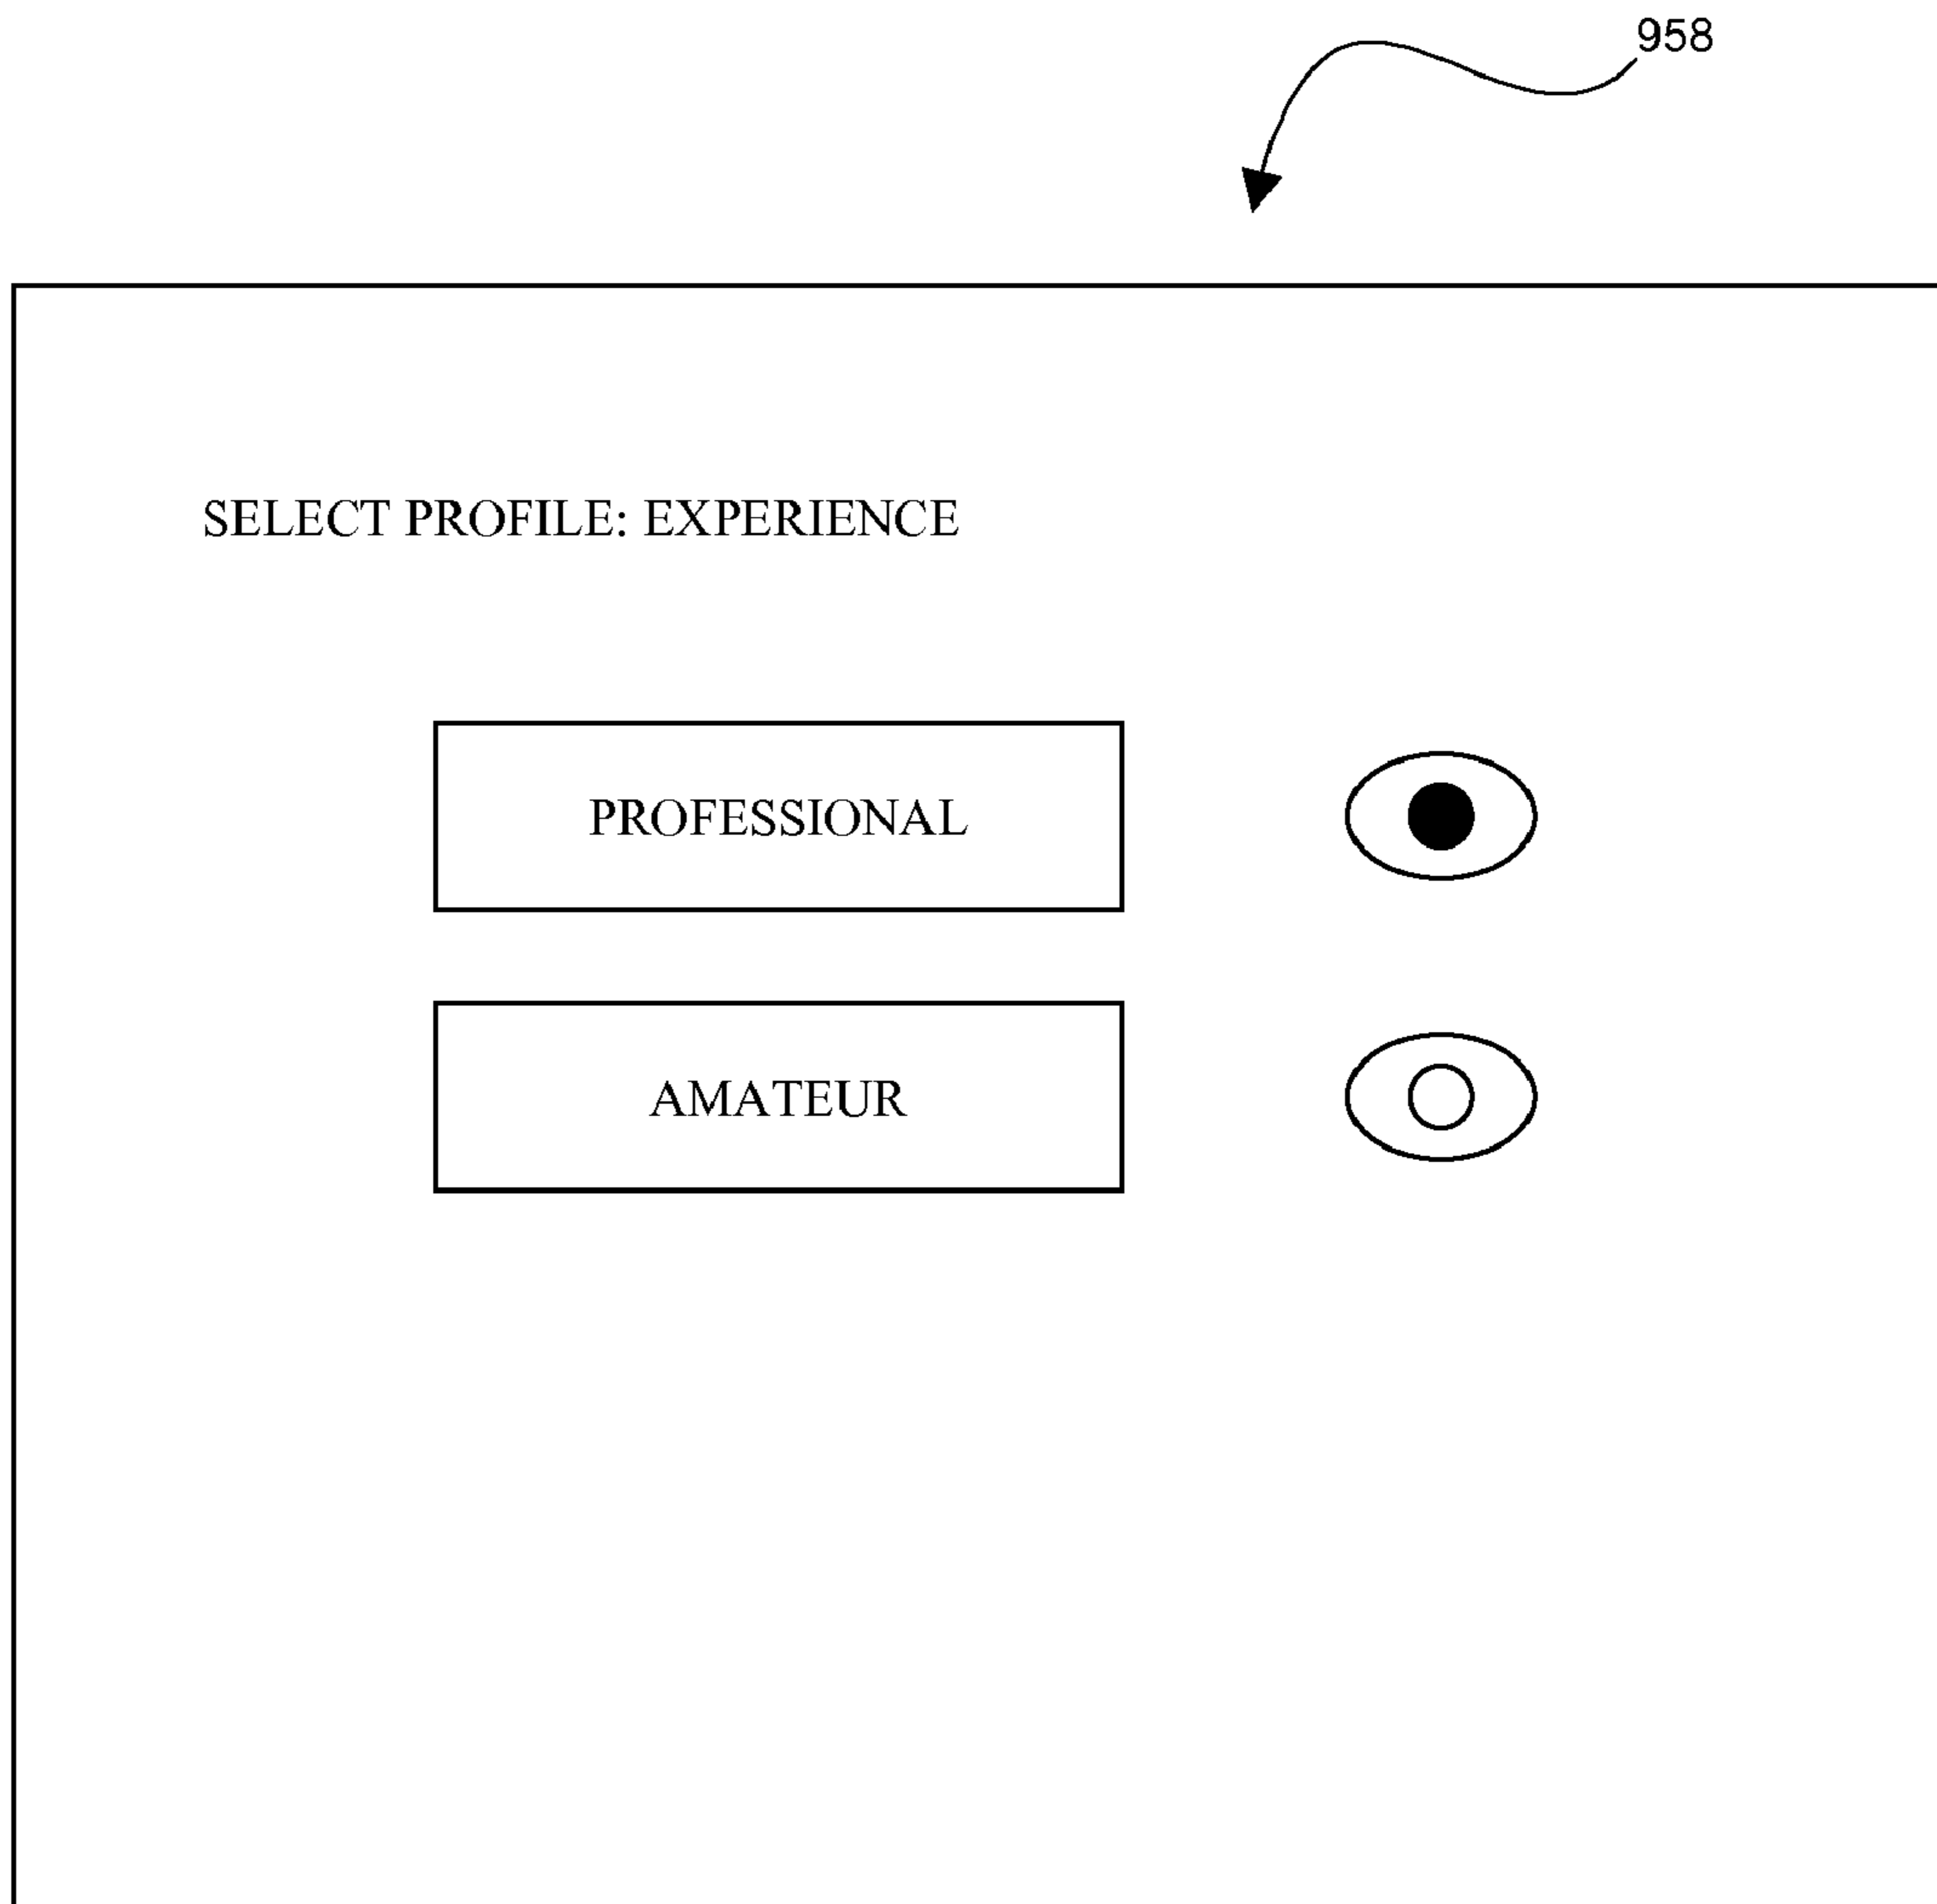 958
SELECT PROFILE: EXPERIENCE
PROFESSIONAL
AMATEUR